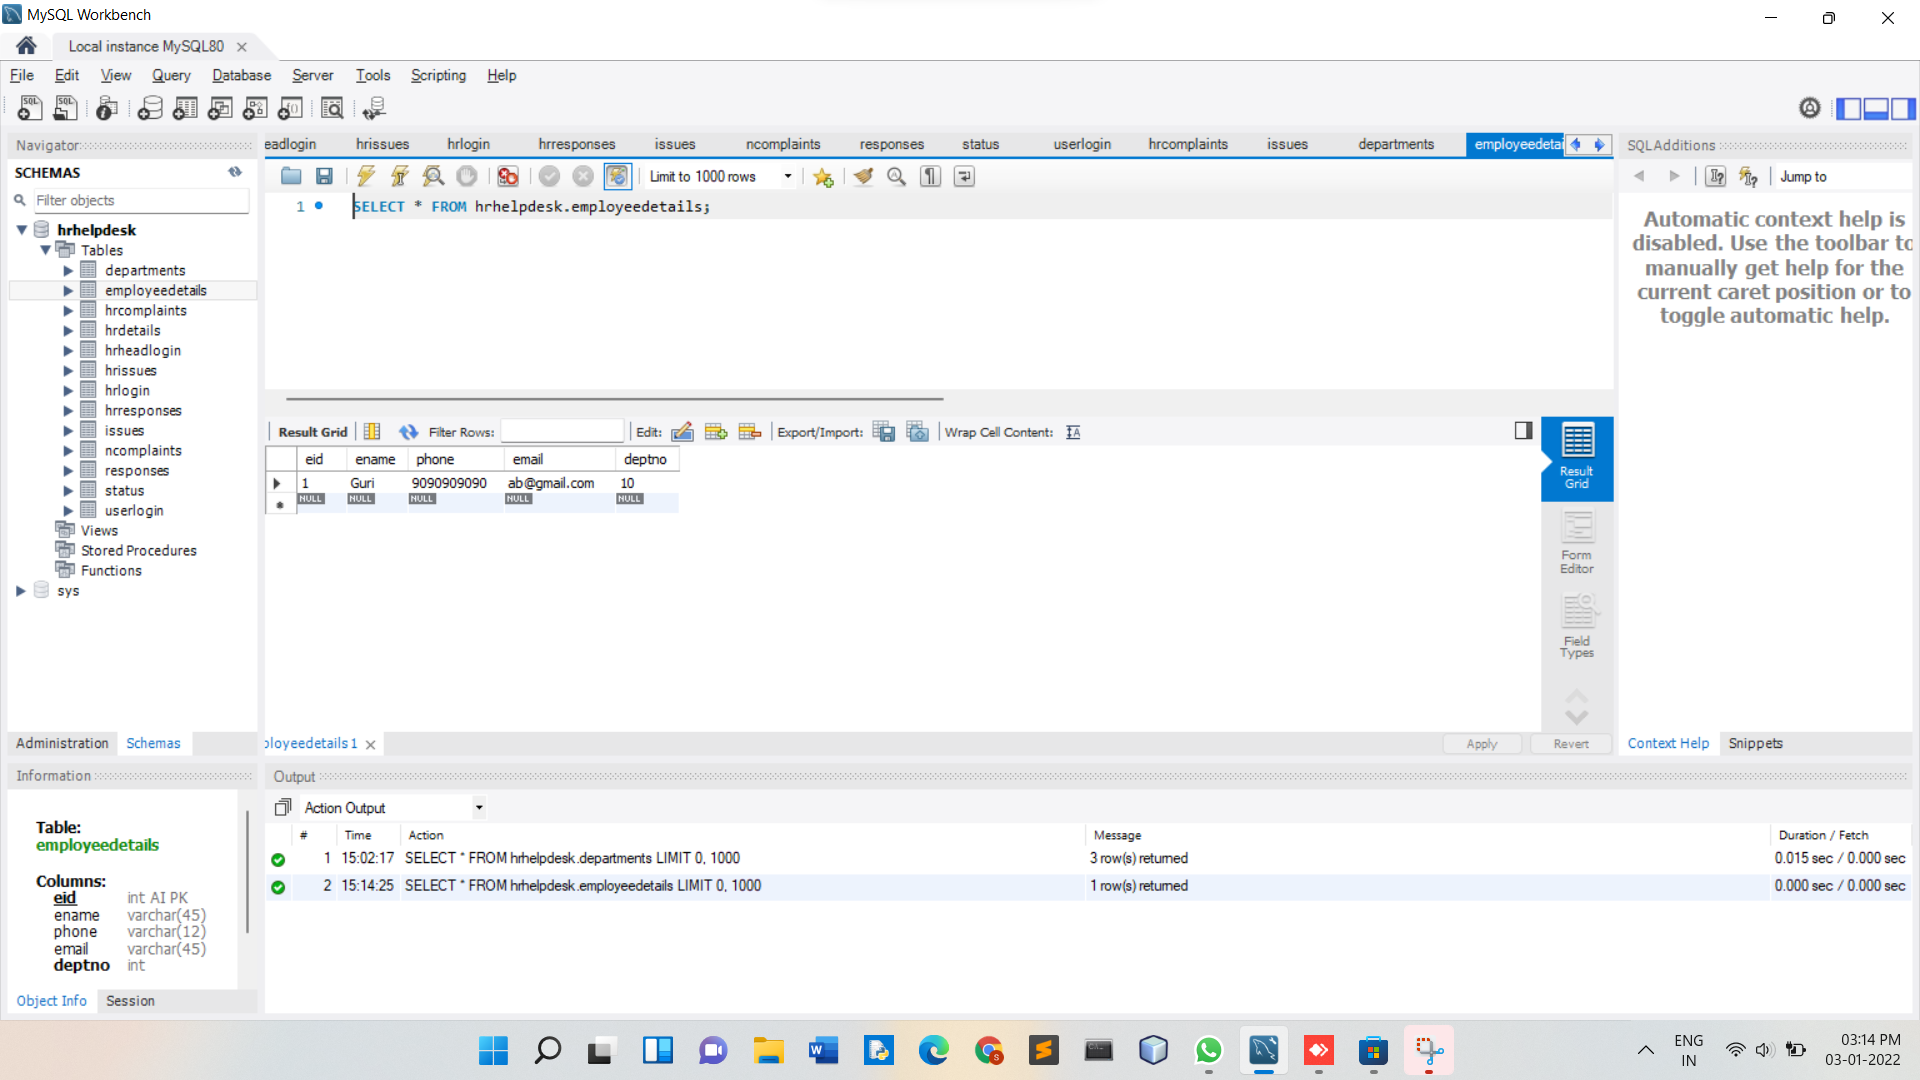 MySQL Workbench
Local instance MySQL80
File Edit View Query Database Server Tools Scripting Help
Navigator
SCHEMAS
Filter objects
hrhelpdesk
Tables
departments
employeedetails
hrcomplaints
hrdetails
hrheadlogin
hrissues
hrlogin
hrresponses
issues
ncomplaints
responses
status
userlogin
Views
Stored Procedures
Functions
sys
Administration Schemas
Information
Table:
employeedetails
Columns:
eid int AI PK
ename varchar(45)
phone varchar(12)
email varchar(45)
deptno int
Object Info Session
eadlogin hrissues hrlogin hrresponses issues ncomplaints responses status userlogin hrcomplaints issues departments employeedetai
Limit to 1000 rows
1 SELECT * FROM hrhelpdesk.employeedetails;
Result Grid Filter Rows: Edit: Export/Import: Wrap Cell Content:
eid ename phone email deptno
1 Guri 9090909090 ab@gmail.com 10
NULL NULL NULL NULL NULL
Result
Grid
Form
Editor
Field
Types
ployeedetails 1
Apply Revert
SQLAdditions
Jump to
Automatic context help is
disabled. Use the toolbar to
manually get help for the
current caret position or to
toggle automatic help.
Context Help Snippets
Output
Action Output
# Time Action Message Duration / Fetch
1 15:02:17 SELECT * FROM hrhelpdesk.departments LIMIT 0, 1000 3 row(s) returned 0.015 sec / 0.000 sec
2 15:14:25 SELECT * FROM hrhelpdesk.employeedetails LIMIT 0, 1000 1 row(s) returned 0.000 sec / 0.000 sec
ENG
IN
03:14 PM
03-01-2022